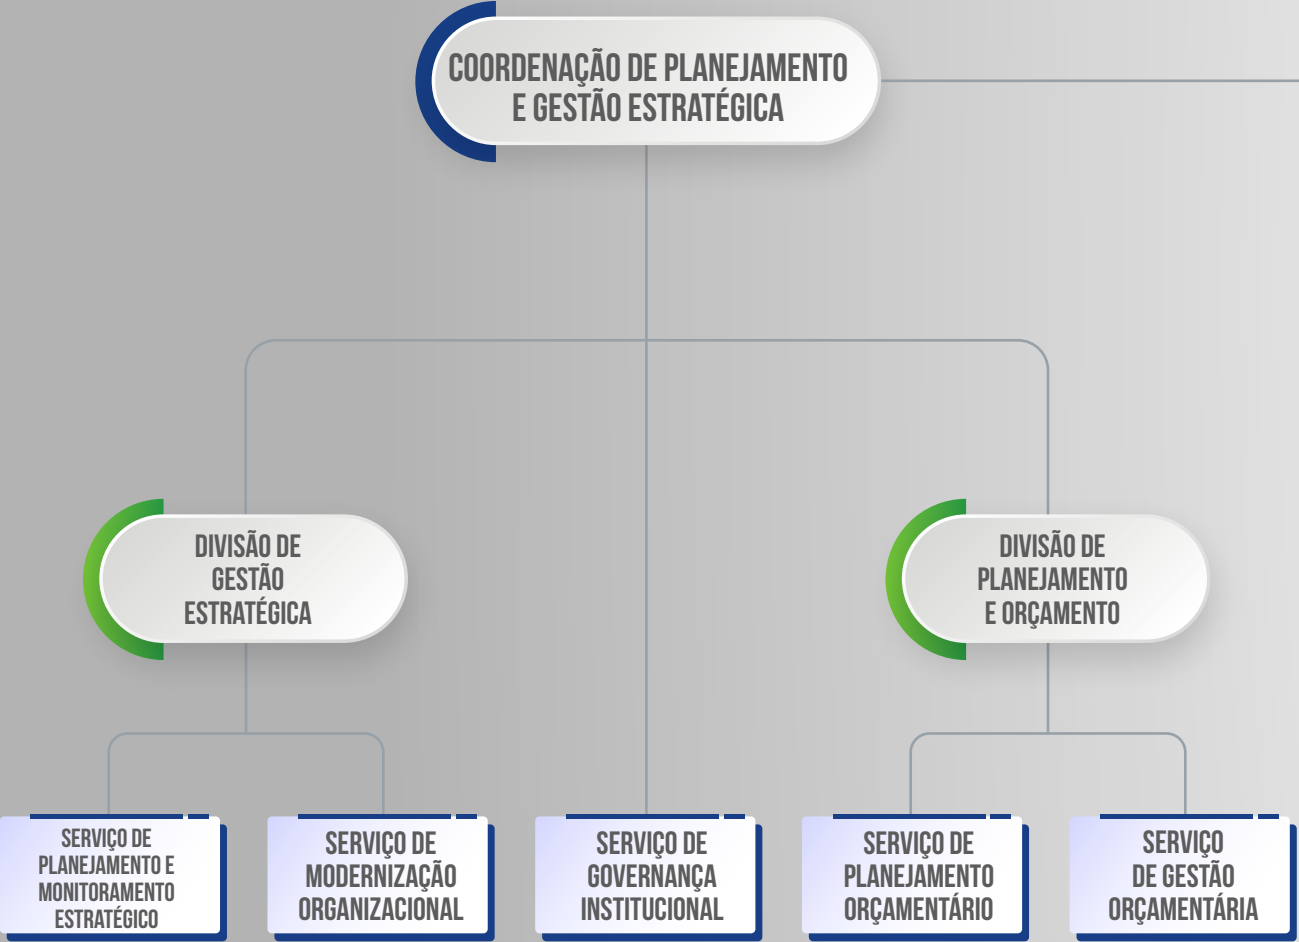 COORDENAÇÃO DE PLANEJAMENTO
E GESTÃO ESTRATÉGICA
DIVISÃO DE
GESTÃO
ESTRATÉGICA
DIVISÃO DE
PLANEJAMENTO
E ORÇAMENTO
SERVIÇO DE
PLANEJAMENTO E
MONITORAMENTO
ESTRATÉGICO
SERVIÇO DE
MODERNIZAÇÃO
ORGANIZACIONAL
SERVIÇO DE
GOVERNANÇA
INSTITUCIONAL
SERVIÇO DE
PLANEJAMENTO
ORÇAMENTÁRIO
SERVIÇO
DE GESTÃO
ORÇAMENTÁRIA